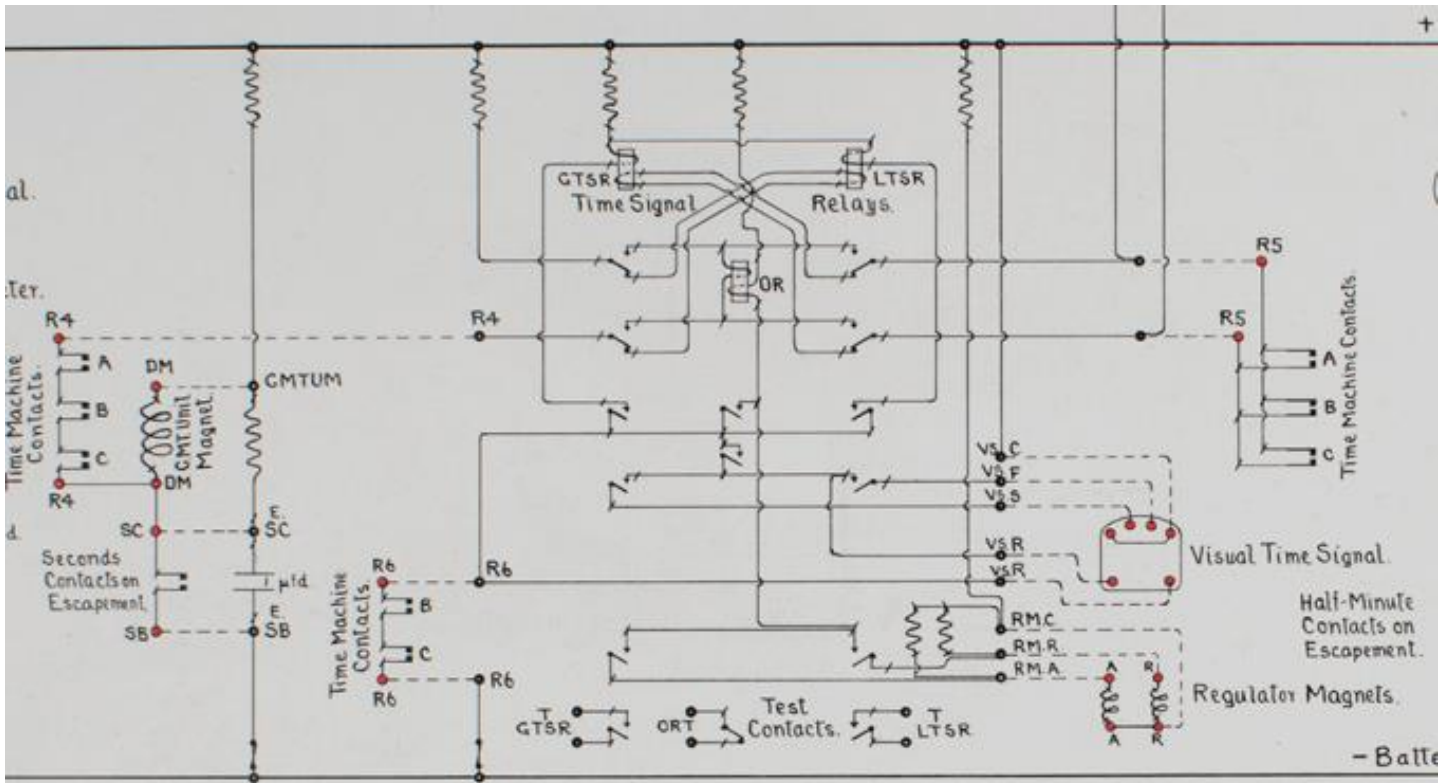 +
al.
GTSR
LTSR
Time Signal
Relays.
R5
OR
R4
R4
R5
A
DM
GMTUM
A
B
B
C
C
Time Machine Contacts.
Time Machine
Contacts.
GMT Unit
Magnet.
R4
DM
VS.C
VS.F
VS.S
E.
SC
SC
d.
Seconds
Contacts on
Escapement.
1 µfd
VS.R
VS.R
Visual Time Signal.
R6
R6
B
C
Time Machine
Contacts.
E.
SB
SB
Half-Minute
Contacts on
Escapement.
RM.C
RM.R
RM.A
A
R
R6
R6
Regulator Magnets.
T
GTSR
ORT
Test
Contacts.
T
LTSR
A
R